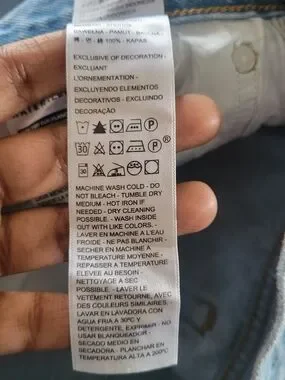 BAWEŁNA - PAMUT - BUMBAC
棉 - 면 100% - KAPAS
EXCLUSIVE OF DECORATION -
EXCLUANT
L'ORNEMENTATION -
EXCLUYENDO ELEMENTOS
DECORATIVOS - EXCLUINDO
DECORAÇÃO
P ®
30 P
MACHINE WASH COLD - DO
NOT BLEACH - TUMBLE DRY
MEDIUM - HOT IRON IF
NEEDED - DRY CLEANING
POSSIBLE. - WASH INSIDE
OUT WITH LIKE COLORS. -
LAVER EN MACHINE A L'EAU
FROIDE - NE PAS BLANCHIR -
SECHER EN MACHINE A
TEMPERATURE MOYENNE -
REPASSER A TEMPERATURE
ELEVEE AU BESOIN -
NETTOYAGE A SEC
POSSIBLE - LAVER LE
VETEMENT RETOURNE, AVEC
DES COULEURS SIMILAIRES -
LAVAR EN LAVADORA CON
AGUA FRIA A 30ºC Y
DETERGENTE, EXPRIMIR - NO
USAR BLANQUEADOR -
SECADO MEDIO EN
SECADORA - PLANCHAR EN
TEMPERATURA ALTA A 200ºC